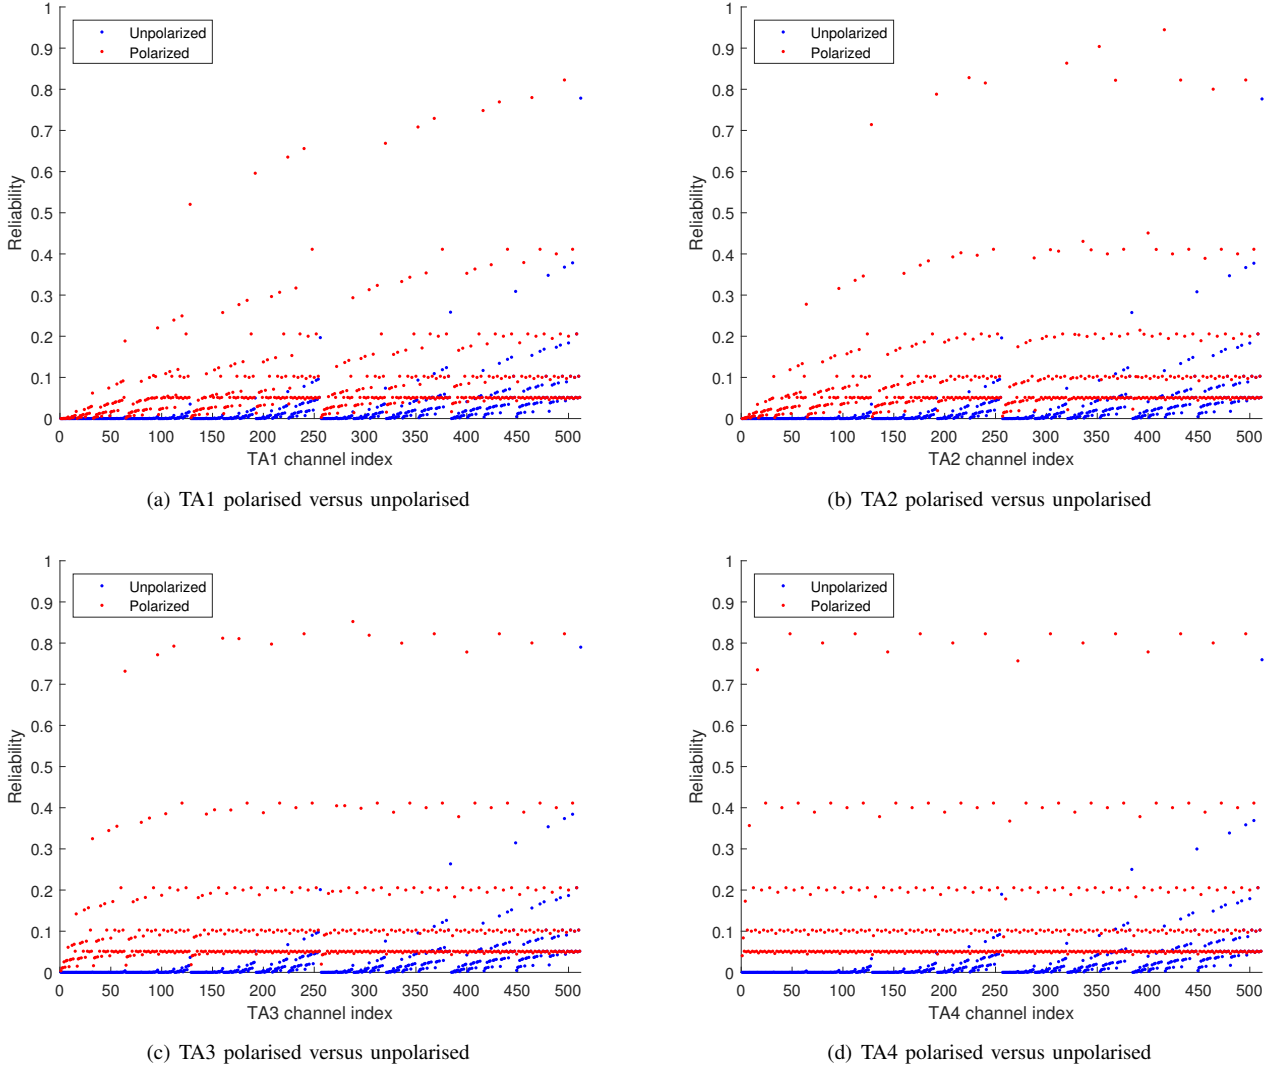 1
0.9
0.8
0.7
0.6
0.5
0.4
0.3
0.2
0.1
0
Reliability
Unpolarized
Polarized
0 50 100 150 200 250 300 350 400 450 500
TA1 channel index
(a) TA1 polarised versus unpolarised
1
0.9
0.8
0.7
0.6
0.5
0.4
0.3
0.2
0.1
0
Reliability
Unpolarized
Polarized
0 50 100 150 200 250 300 350 400 450 500
TA2 channel index
(b) TA2 polarised versus unpolarised
1
0.9
0.8
0.7
0.6
0.5
0.4
0.3
0.2
0.1
0
Reliability
Unpolarized
Polarized
0 50 100 150 200 250 300 350 400 450 500
TA3 channel index
(c) TA3 polarised versus unpolarised
1
0.9
0.8
0.7
0.6
0.5
0.4
0.3
0.2
0.1
0
Reliability
Unpolarized
Polarized
0 50 100 150 200 250 300 350 400 450 500
TA4 channel index
(d) TA4 polarised versus unpolarised